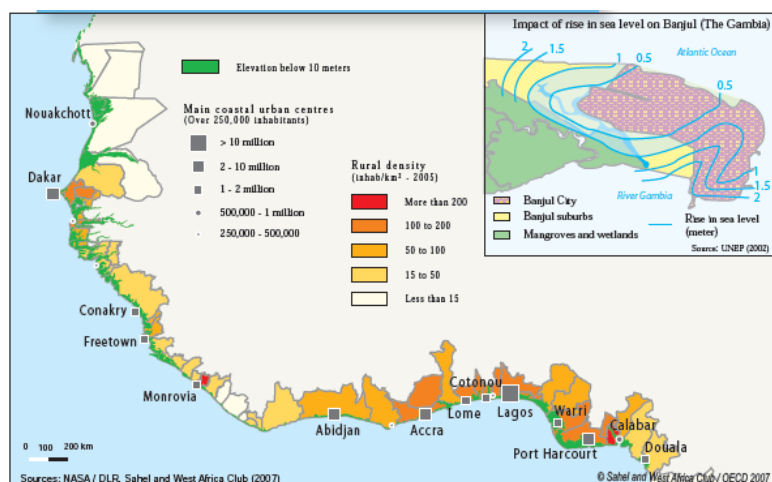 Impact of rise in sea level on Banjul (The Gambia)
Atlantic Ocean
2
1.5
1
0.5
0.5
1
1.5
2
River Gambia
Banjul City
Banjul suburbs
Mangroves and wetlands
Rise in sea level
(meter)
Source: UNEP (2002)
Elevation below 10 meters
Main coastal urban centres
(Over 250,000 inhabitants)
> 10 million
2 - 10 million
1 - 2 million
500,000 - 1 million
250,000 - 500,000
Rural density
(inhab/km² - 2005)
More than 200
100 to 200
50 to 100
15 to 50
Less than 15
Nouakchott
Dakar
Conakry
Freetown
Monrovia
Abidjan
Accra
Lome
Cotonou
Lagos
Warri
Port Harcourt
Calabar
Douala
0 100 200 km
Sources: NASA / DLR, Sahel and West Africa Club (2007)
© Sahel and West Africa Club / OECD 2007